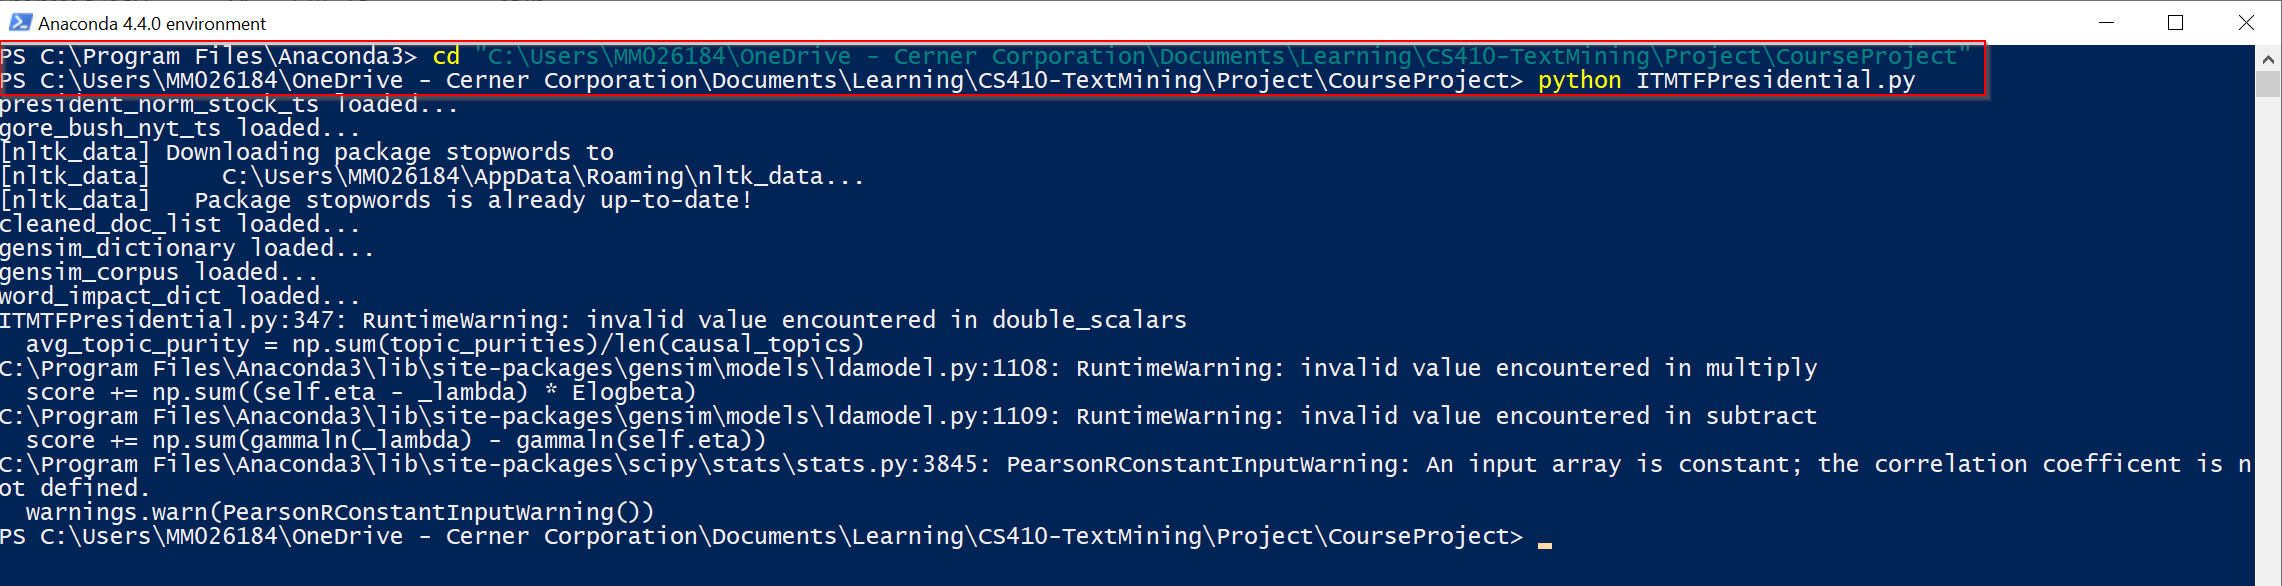 Anaconda 4.4.0 environment
PS C:\Program Files\Anaconda3> cd "C:\Users\MM026184\OneDrive - Cerner Corporation\Documents\Learning\CS410-TextMining\Project\CourseProject"
PS C:\Users\MM026184\OneDrive - Cerner Corporation\Documents\Learning\CS410-TextMining\Project\CourseProject> python ITMTFPresidential.py
president_norm_stock_ts loaded...
gore_bush_nyt_ts loaded...
[nltk_data] Downloading package stopwords to
[nltk_data]     C:\Users\MM026184\AppData\Roaming\nltk_data...
[nltk_data]   Package stopwords is already up-to-date!
cleaned_doc_list loaded...
gensim_dictionary loaded...
gensim_corpus loaded...
word_impact_dict loaded...
ITMTFPresidential.py:347: RuntimeWarning: invalid value encountered in double_scalars
  avg_topic_purity = np.sum(topic_purities)/len(causal_topics)
C:\Program Files\Anaconda3\lib\site-packages\gensim\models\ldamodel.py:1108: RuntimeWarning: invalid value encountered in multiply
  score += np.sum((self.eta - _lambda) * Elogbeta)
C:\Program Files\Anaconda3\lib\site-packages\gensim\models\ldamodel.py:1109: RuntimeWarning: invalid value encountered in subtract
  score += np.sum(gammaln(_lambda) - gammaln(self.eta))
C:\Program Files\Anaconda3\lib\site-packages\scipy\stats\stats.py:3845: PearsonRConstantInputWarning: An input array is constant; the correlation coefficent is n
ot defined.
  warnings.warn(PearsonRConstantInputWarning())
PS C:\Users\MM026184\OneDrive - Cerner Corporation\Documents\Learning\CS410-TextMining\Project\CourseProject> _